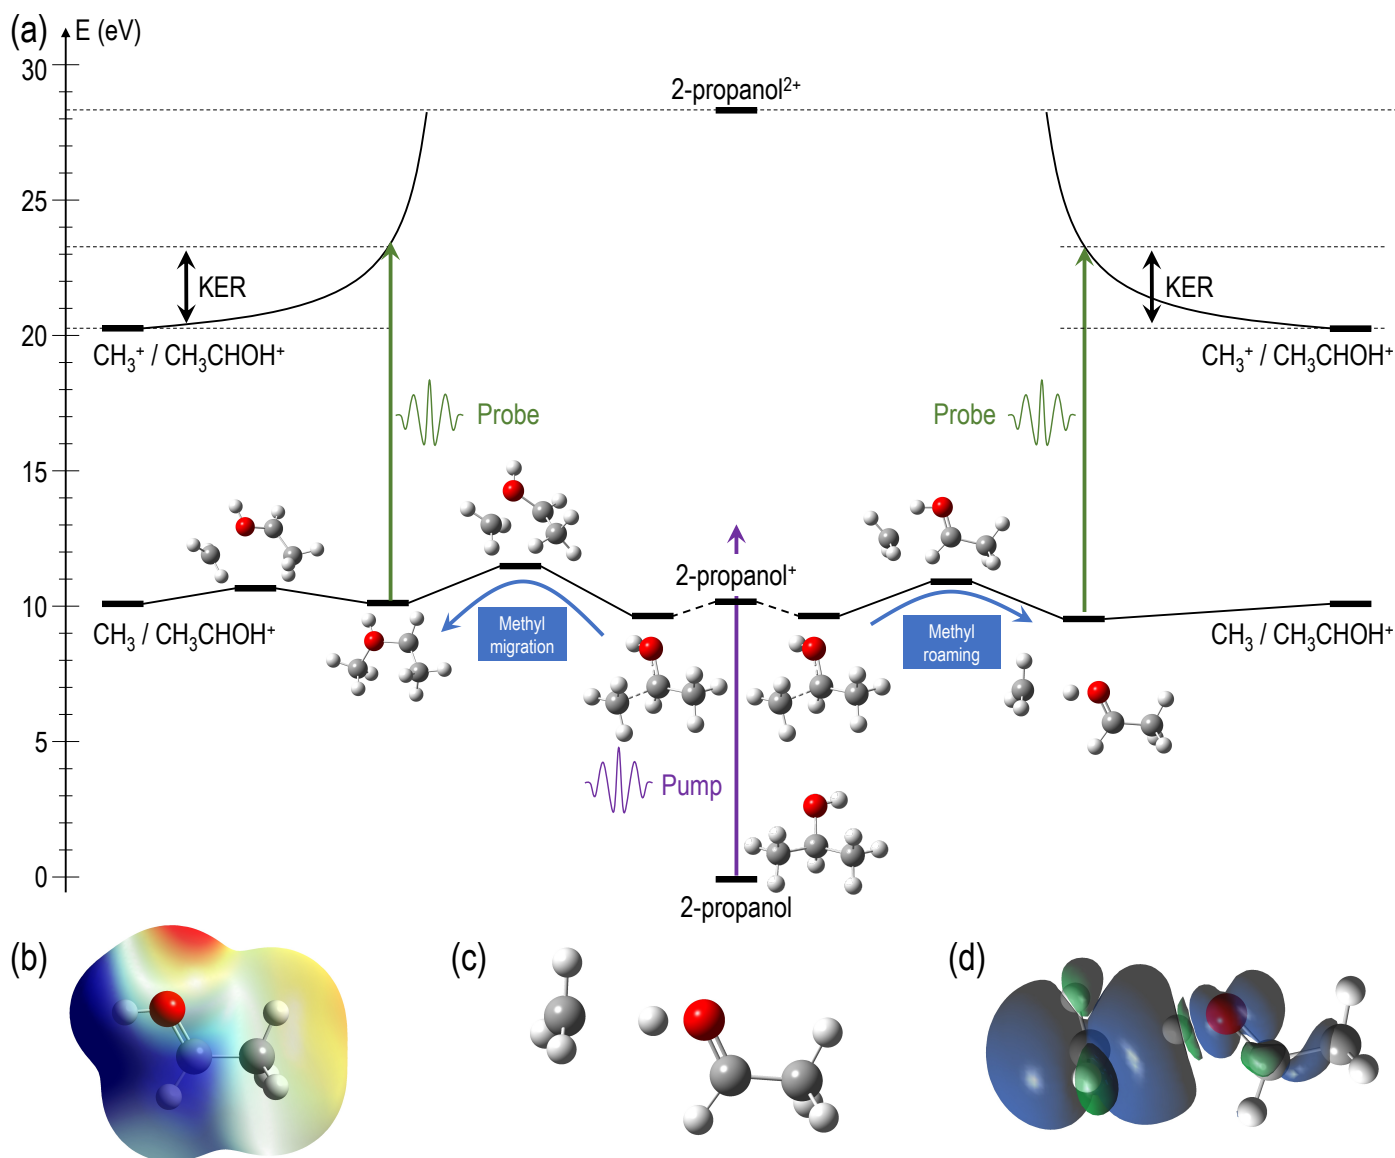 (a)
E (eV)
30
2-propanol²⁺
25
KER
KER
20
CH₃⁺ / CH₃CHOH⁺
CH₃⁺ / CH₃CHOH⁺
Probe
Probe
15
2-propanol⁺
10
CH₃ / CH₃CHOH⁺
Methyl
migration
Methyl
roaming
CH₃ / CH₃CHOH⁺
5
Pump
0
2-propanol
(b)
(c)
(d)